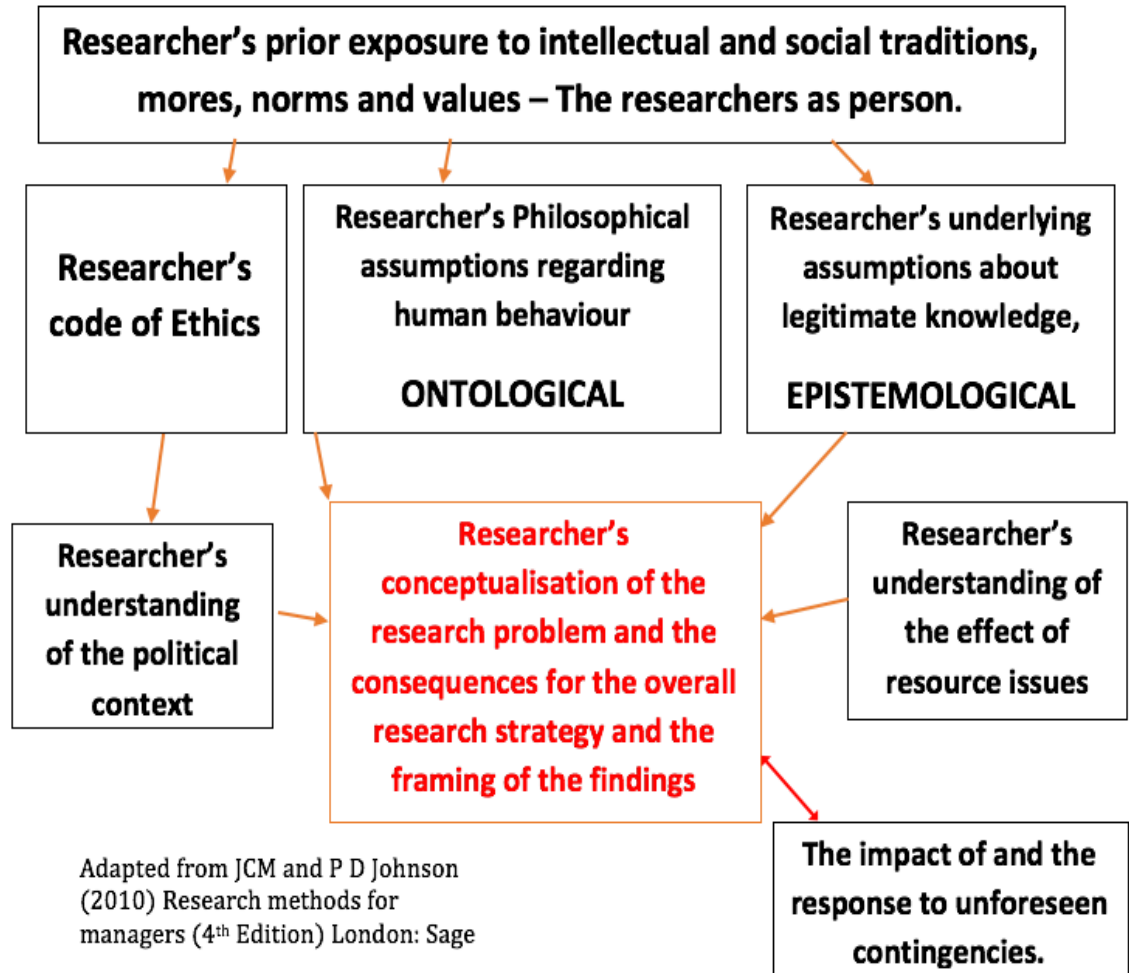 Researcher’s prior exposure to intellectual and social traditions,
mores, norms and values – The researchers as person.
Researcher’s
code of Ethics
Researcher’s Philosophical
assumptions regarding
human behaviour
ONTOLOGICAL
Researcher’s underlying
assumptions about
legitimate knowledge,
EPISTEMOLOGICAL
Researcher’s
understanding
of the political
context
Researcher’s
conceptualisation of the
research problem and the
consequences for the overall
research strategy and the
framing of the findings
Researcher’s
understanding of
the effect of
resource issues
The impact of and the
response to unforeseen
contingencies.
Adapted from JCM and P D Johnson
(2010) Research methods for
managers (4th Edition) London: Sage